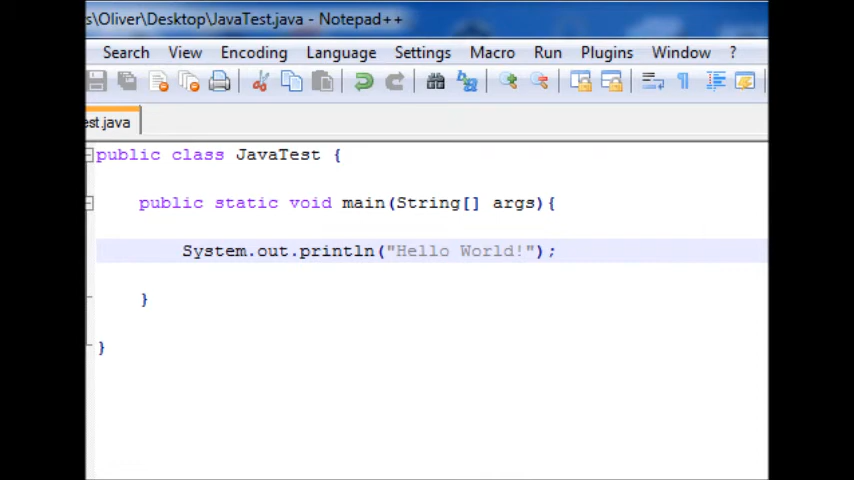 s\Oliver\Desktop\JavaTest.java - Notepad++
Search View Encoding Language Settings Macro Run Plugins Window ?
est.java
public class JavaTest {
public static void main(String[] args){
System.out.println("Hello World!");
}
}